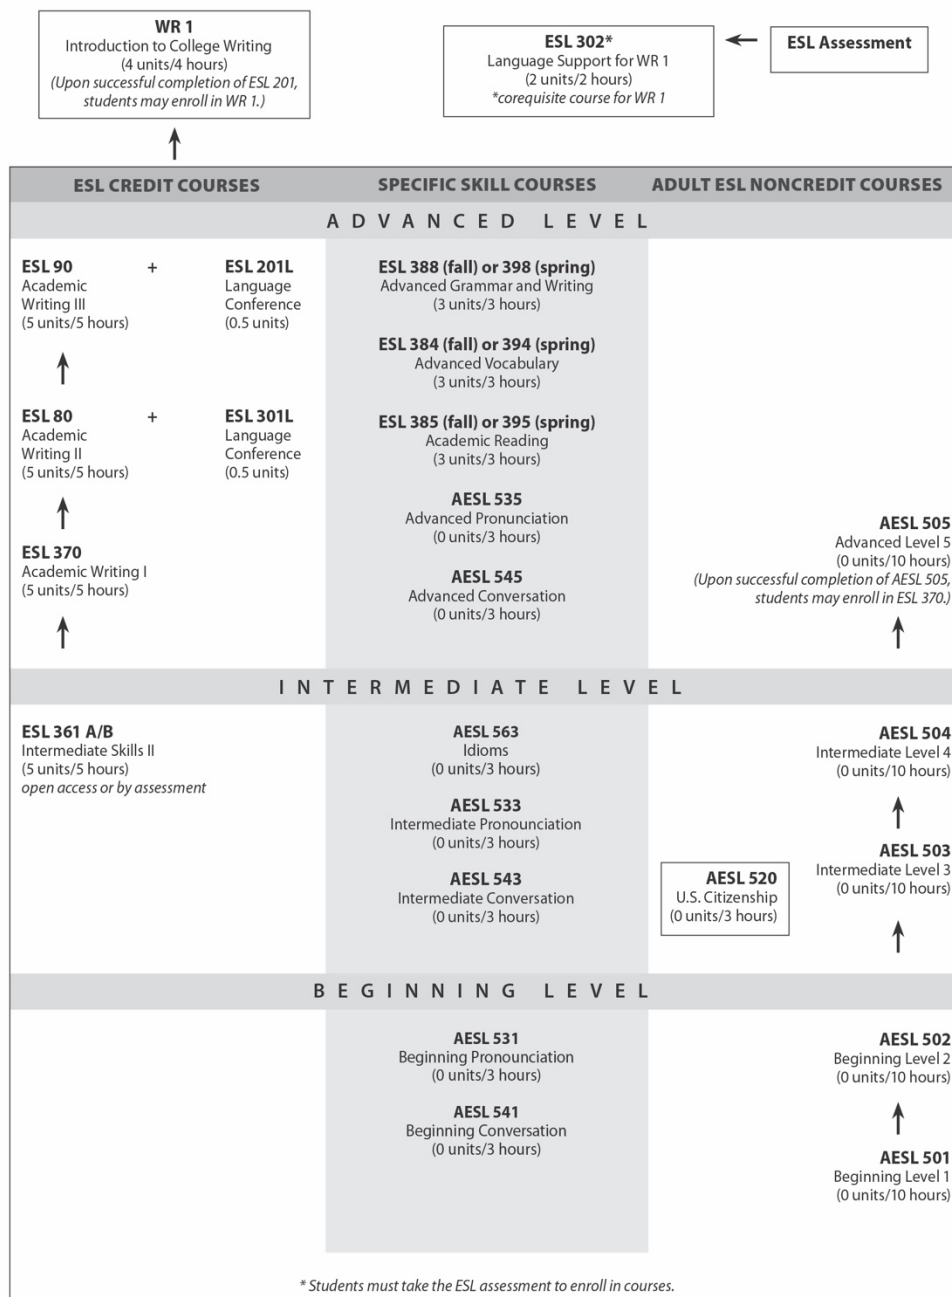 WR 1
Introduction to College Writing
(4 units/4 hours)
(Upon successful completion of ESL 201,
students may enroll in WR 1.)
ESL 302*
Language Support for WR 1
(2 units/2 hours)
*corequisite course for WR 1
ESL Assessment
ESL CREDIT COURSES
SPECIFIC SKILL COURSES
ADULT ESL NONCREDIT COURSES
ADVANCED LEVEL
ESL 90 + ESL 201L
Academic Language
Writing III Conference
(5 units/5 hours) (0.5 units)
ESL 80 + ESL 301L
Academic Language
Writing II Conference
(5 units/5 hours) (0.5 units)
ESL 370
Academic Writing I
(5 units/5 hours)
ESL 388 (fall) or 398 (spring)
Advanced Grammar and Writing
(3 units/3 hours)
ESL 384 (fall) or 394 (spring)
Advanced Vocabulary
(3 units/3 hours)
ESL 385 (fall) or 395 (spring)
Academic Reading
(3 units/3 hours)
AESL 535
Advanced Pronunciation
(0 units/3 hours)
AESL 545
Advanced Conversation
(0 units/3 hours)
AESL 505
Advanced Level 5
(0 units/10 hours)
(Upon successful completion of AESL 505,
students may enroll in ESL 370.)
INTERMEDIATE LEVEL
ESL 361 A/B
Intermediate Skills II
(5 units/5 hours)
open access or by assessment
AESL 563
Idioms
(0 units/3 hours)
AESL 533
Intermediate Pronounciation
(0 units/3 hours)
AESL 543
Intermediate Conversation
(0 units/3 hours)
AESL 504
Intermediate Level 4
(0 units/10 hours)
AESL 503
Intermediate Level 3
(0 units/10 hours)
AESL 520
U.S. Citizenship
(0 units/3 hours)
BEGINNING LEVEL
AESL 531
Beginning Pronounciation
(0 units/3 hours)
AESL 541
Beginning Conversation
(0 units/3 hours)
AESL 502
Beginning Level 2
(0 units/10 hours)
AESL 501
Beginning Level 1
(0 units/10 hours)
* Students must take the ESL assessment to enroll in courses.